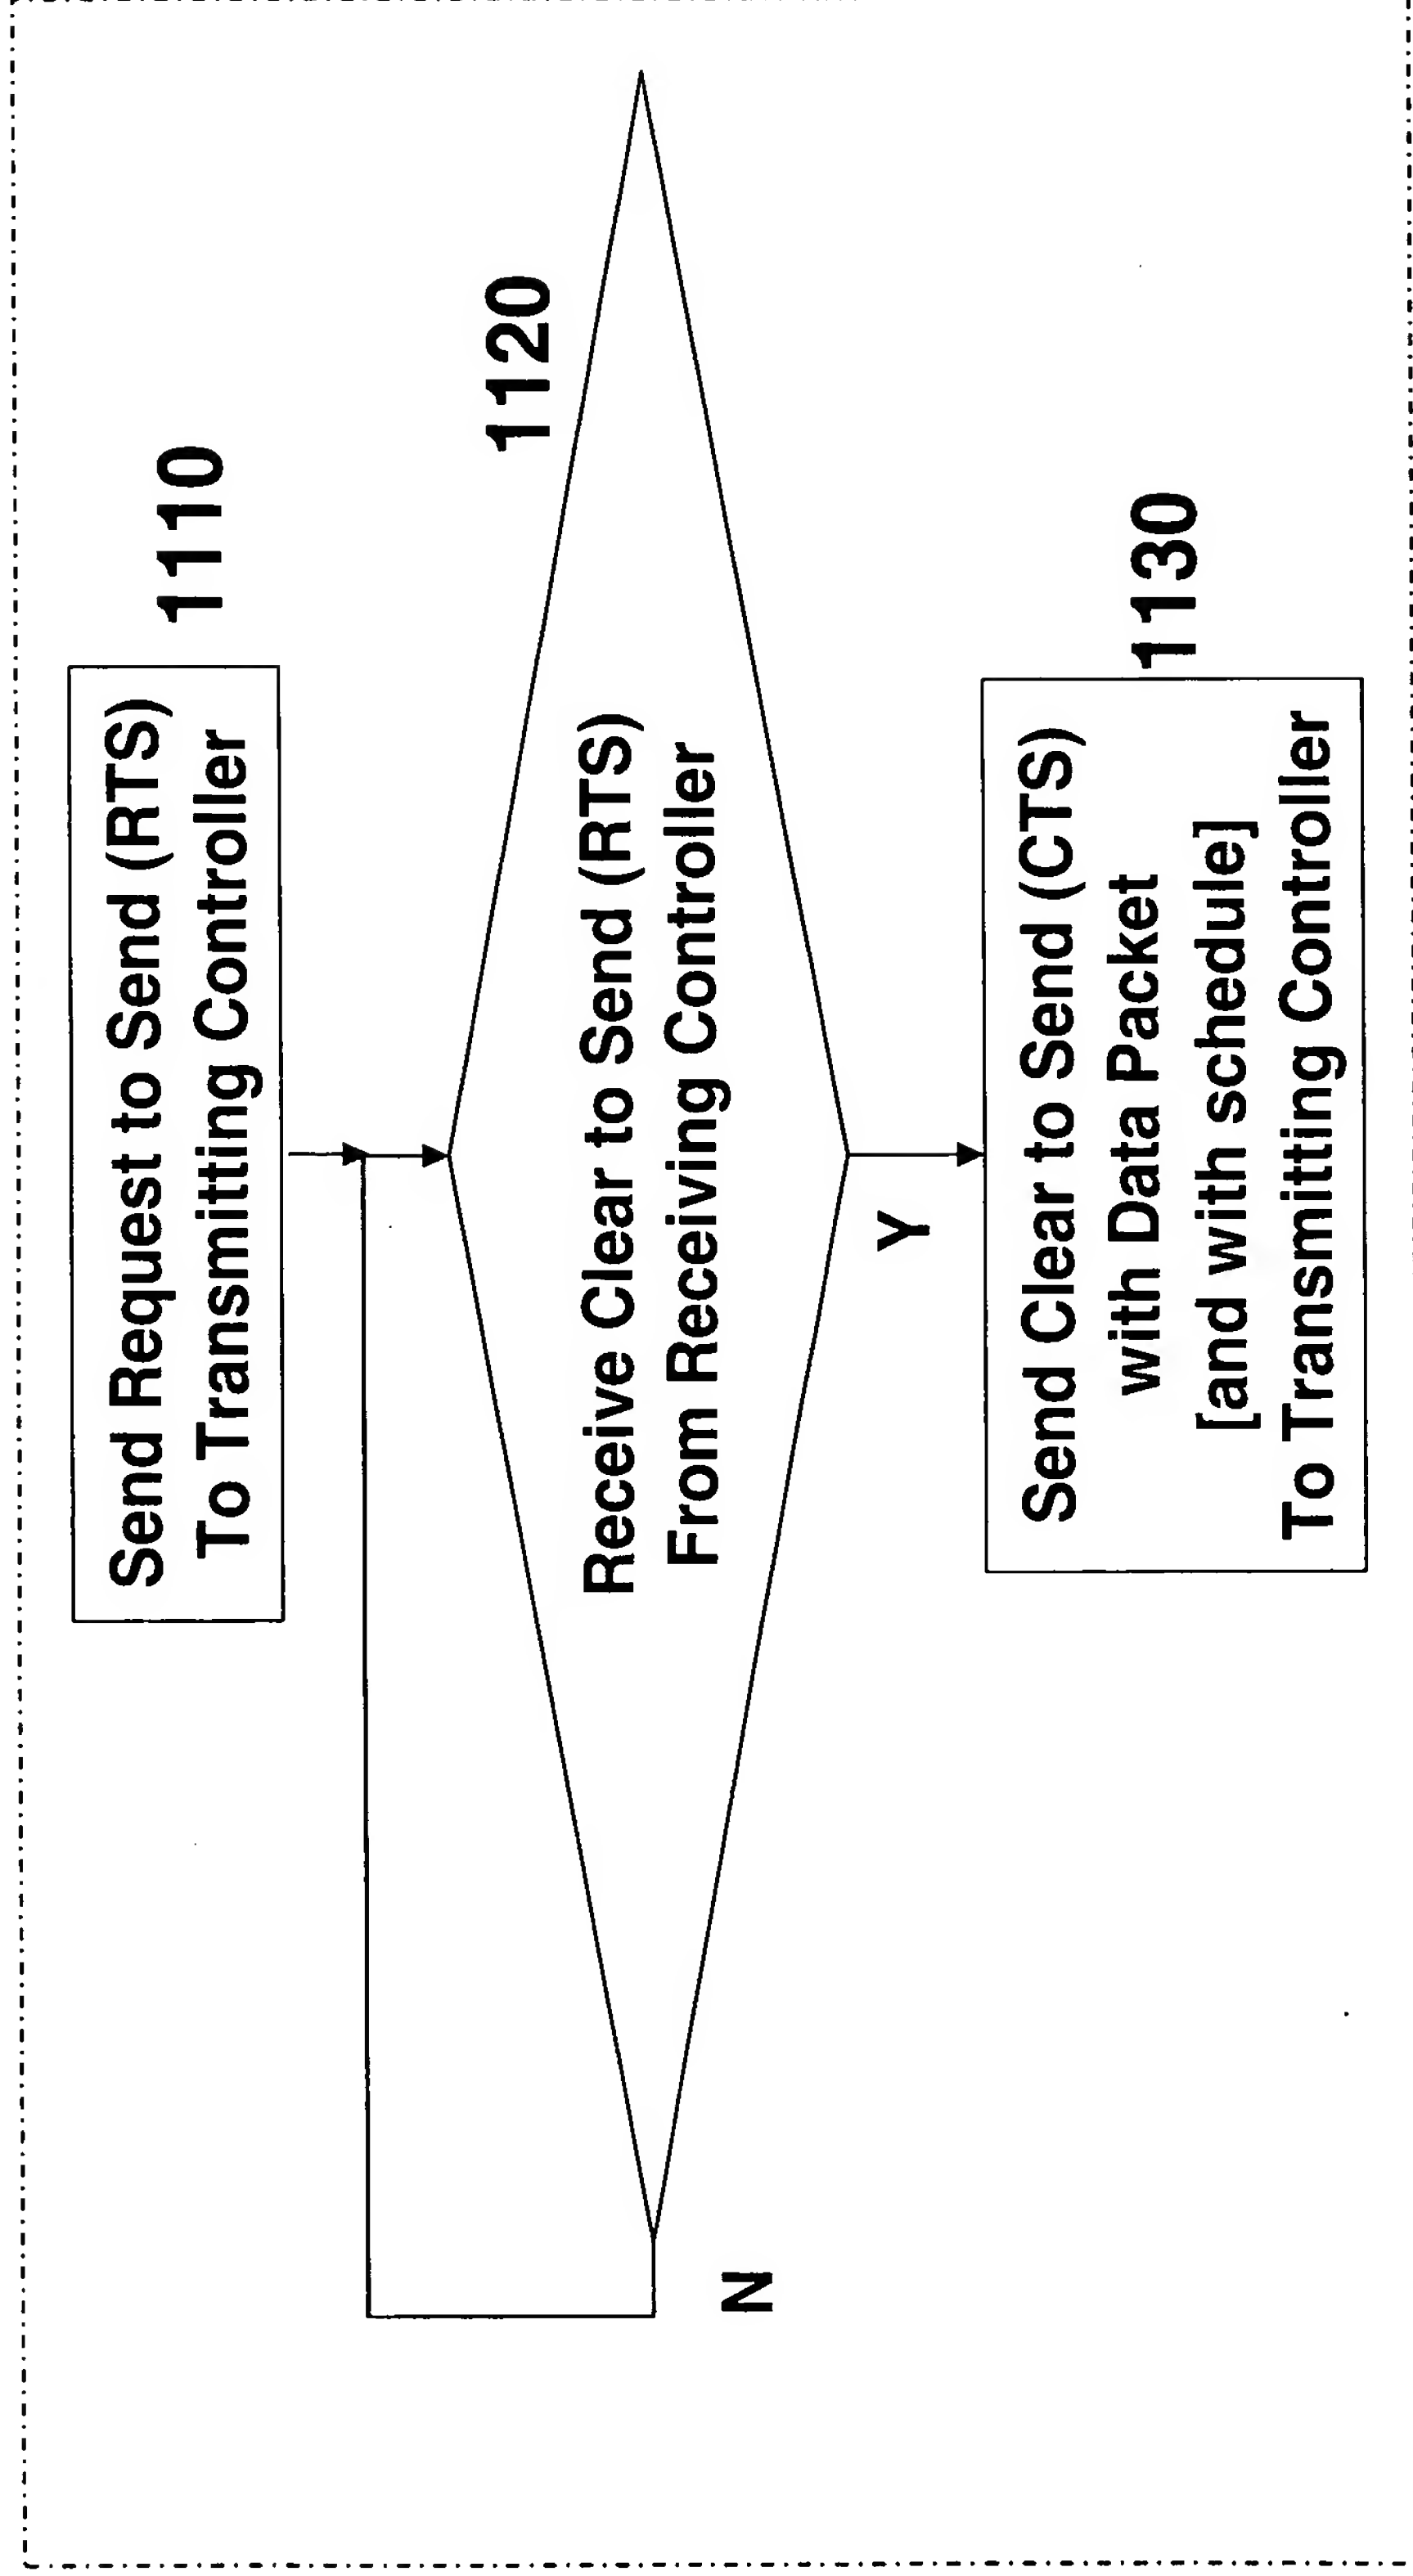 Send Request to Send (RTS)
To Transmitting Controller
1110
1120
Receive Clear to Send (RTS)
From Receiving Controller
N
Y
Send Clear to Send (CTS)
with Data Packet
[and with schedule]
To Transmitting Controller
1130